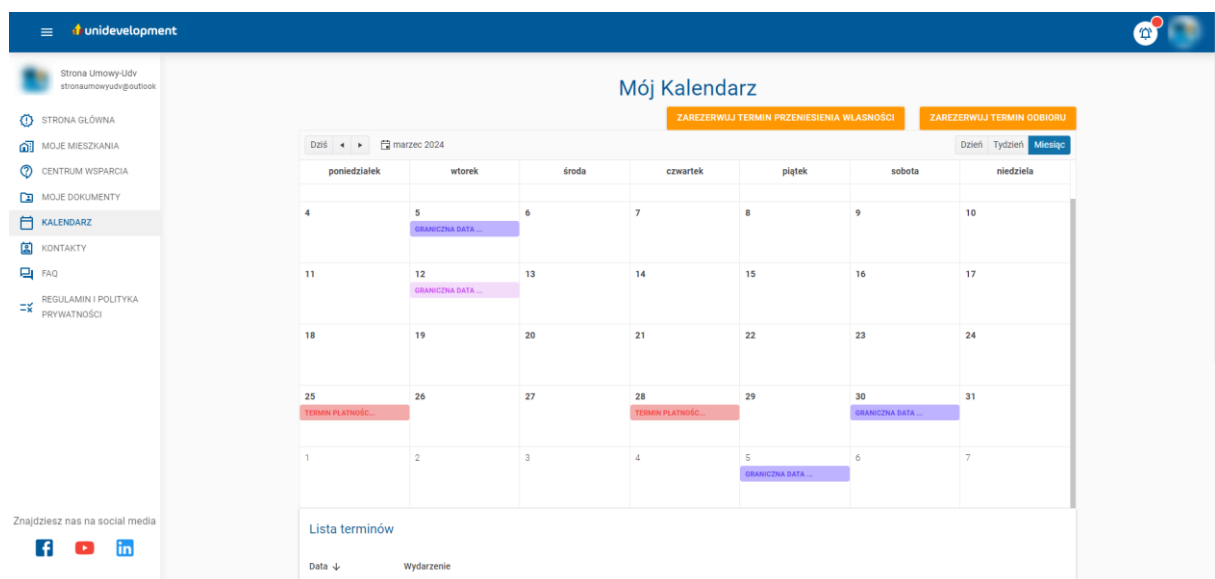 unidevelopment
Strona Umowy-Udv
stronaumowyudv@outlook
STRONA GŁÓWNA
MOJE MIESZKANIA
CENTRUM WSPARCIA
MOJE DOKUMENTY
KALENDARZ
KONTAKTY
FAQ
REGULAMIN I POLITYKA
PRYWATNOŚCI
Znajdziesz nas na social media
Mój Kalendarz
ZAREZERWUJ TERMIN PRZENIESIENIA WŁASNOŚCI ZAREZERWUJ TERMIN ODBIORU
Dziś marzec 2024 Dzień Tydzień Miesiąc
poniedziałek wtorek środa czwartek piątek sobota niedziela
4 5 6 7 8 9 10
GRANICZNA DATA ...
11 12 13 14 15 16 17
GRANICZNA DATA ...
18 19 20 21 22 23 24
25 26 27 28 29 30 31
TERMIN PŁATNOŚC... TERMIN PŁATNOŚC... GRANICZNA DATA ...
1 2 3 4 5 6 7
GRANICZNA DATA ...
Lista terminów
Data Wydarzenie